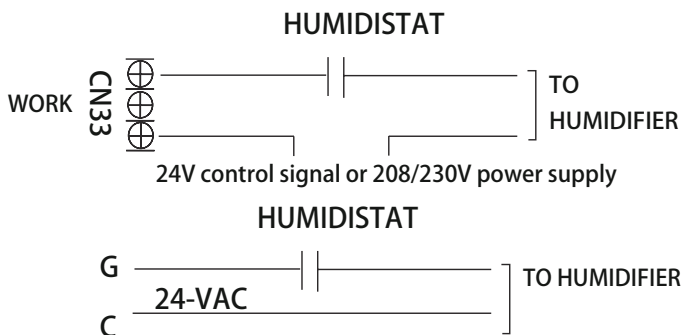 HUMIDISTAT
WORK CN33
TO
HUMIDIFIER
24V control signal or 208/230V power supply
HUMIDISTAT
G
TO HUMIDIFIER
24-VAC
C